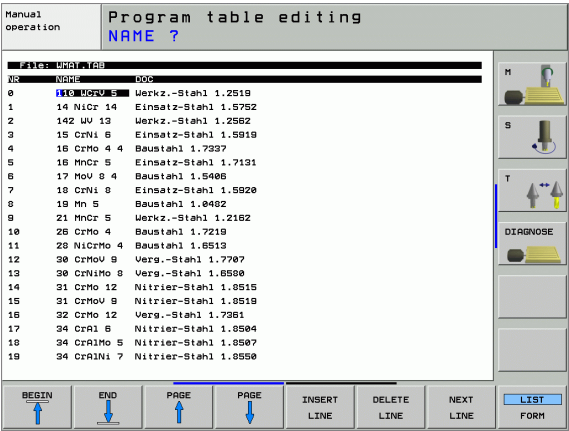 Manual operation
Program table editing
NAME ?
File: WMAT.TAB
NR NAME DOC
0 110 WCrV 5 Werkz.-Stahl 1.2519
1 14 NiCr 14 Einsatz-Stahl 1.5752
2 142 WV 13 Werkz.-Stahl 1.2562
3 15 CrNi 6 Einsatz-Stahl 1.5919
4 16 CrMo 4 4 Baustahl 1.7337
5 16 MnCr 5 Einsatz-Stahl 1.7131
6 17 MoV 8 4 Baustahl 1.5406
7 18 CrNi 8 Einsatz-Stahl 1.5920
8 19 Mn 5 Baustahl 1.0482
9 21 MnCr 5 Werkz.-Stahl 1.2162
10 26 CrMo 4 Baustahl 1.7219
11 28 NiCrMo 4 Baustahl 1.6513
12 30 CrMoV 9 Verg.-Stahl 1.7707
13 30 CrNiMo 8 Verg.-Stahl 1.6580
14 31 CrMo 12 Nitrier-Stahl 1.8515
15 31 CrMoV 9 Nitrier-Stahl 1.8519
16 32 CrMo 12 Verg.-Stahl 1.7361
17 34 CrAl 6 Nitrier-Stahl 1.8504
18 34 CrAlMo 5 Nitrier-Stahl 1.8507
19 34 CrAlNi 7 Nitrier-Stahl 1.8550
M
S
T
DIAGNOSE
BEGIN
END
PAGE
PAGE
INSERT LINE
DELETE LINE
NEXT LINE
LIST FORM